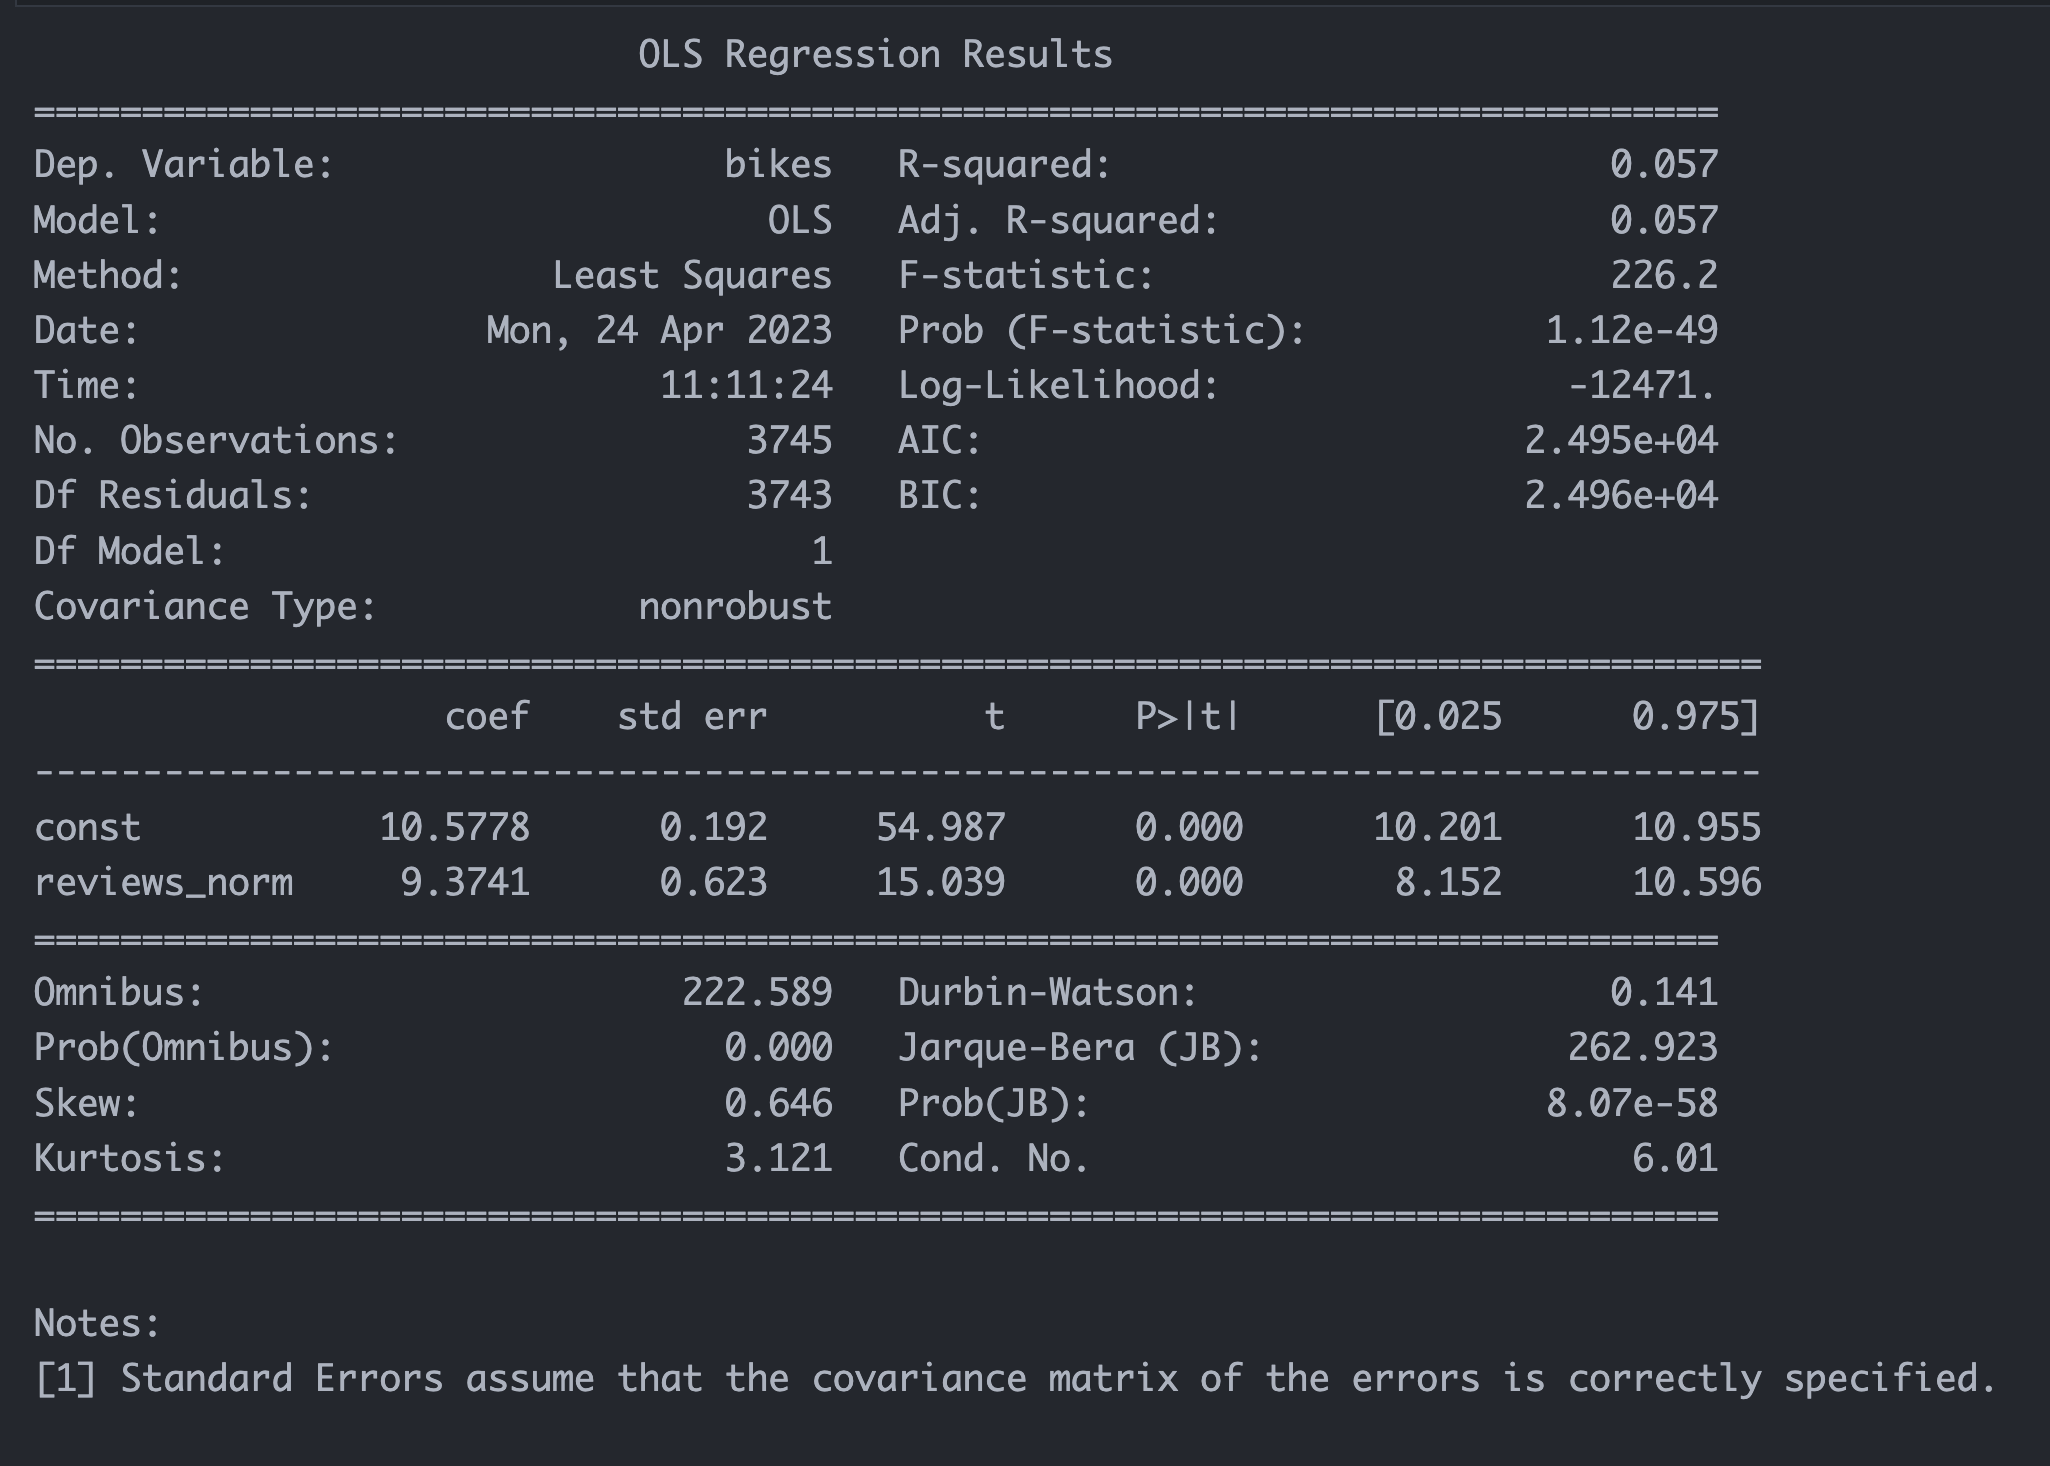 OLS Regression Results
==============================================================================
Dep. Variable:                  bikes   R-squared:                       0.057
Model:                            OLS   Adj. R-squared:                  0.057
Method:                 Least Squares   F-statistic:                     226.2
Date:                Mon, 24 Apr 2023   Prob (F-statistic):           1.12e-49
Time:                        11:11:24   Log-Likelihood:                -12471.
No. Observations:                3745   AIC:                         2.495e+04
Df Residuals:                    3743   BIC:                         2.496e+04
Df Model:                           1
Covariance Type:            nonrobust
================================================================================
                   coef    std err          t      P>|t|      [0.025      0.975]
--------------------------------------------------------------------------------
const           10.5778      0.192     54.987      0.000      10.201      10.955
reviews_norm     9.3741      0.623     15.039      0.000       8.152      10.596
==============================================================================
Omnibus:                      222.589   Durbin-Watson:                   0.141
Prob(Omnibus):                  0.000   Jarque-Bera (JB):              262.923
Skew:                           0.646   Prob(JB):                     8.07e-58
Kurtosis:                       3.121   Cond. No.                         6.01
==============================================================================
Notes:
[1] Standard Errors assume that the covariance matrix of the errors is correctly specified.